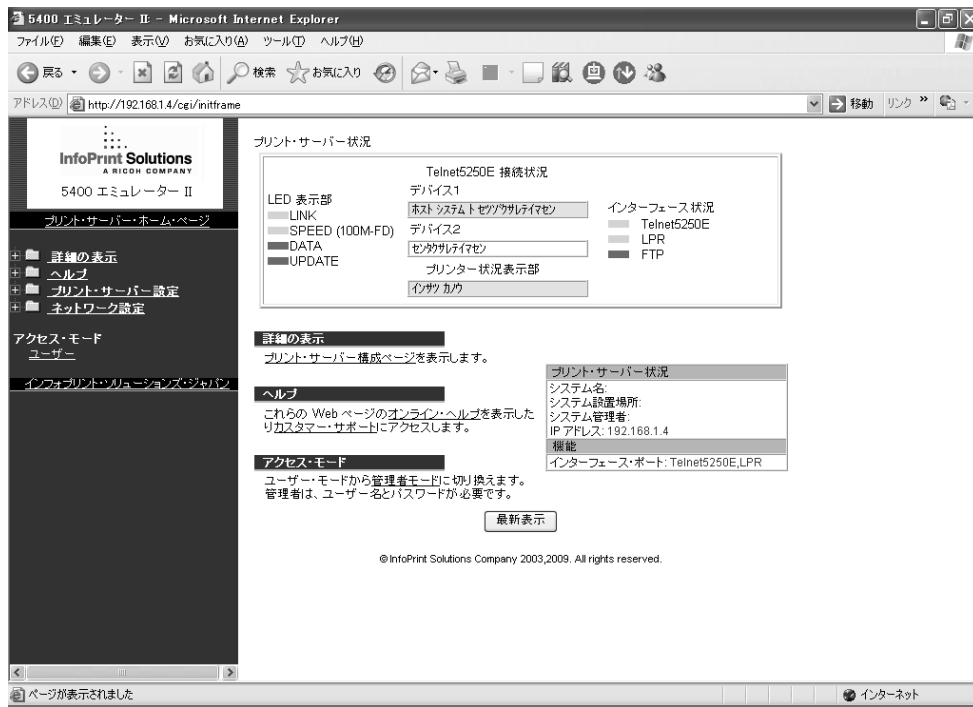 5400 エミュレーター II: - Microsoft Internet Explorer
ファイル(F) 編集(E) 表示(V) お気に入り(A) ツール(T) ヘルプ(H)
戻る 検索 お気に入り
アドレス(D) http://192.168.1.4/cgi/initframe 移動 リンク »
InfoPrint Solutions
A RICOH COMPANY
5400 エミュレーター II
プリント・サーバー・ホーム・ページ
詳細の表示
ヘルプ
プリント・サーバー設定
ネットワーク設定
アクセス・モード
ユーザー
インフォプリント・ソリューションズ・ジャパン
プリント・サーバー状況
LED 表示部
LINK
SPEED (100M-FD)
DATA
UPDATE
Telnet5250E 接続状況
デバイス1
ホスト システム ト セツゾクサレテイマセン
デバイス2
センタクサレテイマセン
プリンター状況表示部
インサツ カノウ
インターフェース状況
Telnet5250E
LPR
FTP
詳細の表示
プリント・サーバー構成ページを表示します。
ヘルプ
これらの Web ページのオンライン・ヘルプを表示した
りカスタマー・サポートにアクセスします。
アクセス・モード
ユーザー・モードから管理者モードに切り換えます。
管理者は、ユーザー名とパスワードが必要です。
プリント・サーバー状況
システム名:
システム設置場所:
システム管理者:
IP アドレス: 192.168.1.4
機能
インターフェース・ポート: Telnet5250E,LPR
最新表示
© InfoPrint Solutions Company 2003,2009. All rights reserved.
ページが表示されました
インターネット